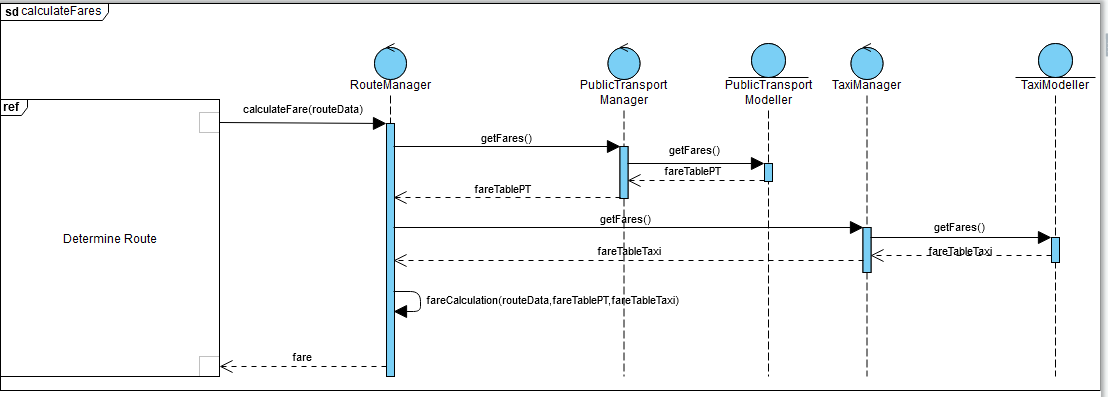 sd calculateFares
RouteManager
PublicTransport
Manager
PublicTransport
Modeller
TaxiManager
TaxiModeller
ref
calculateFare(routeData)
getFares()
getFares()
fareTablePT
fareTablePT
getFares()
getFares()
fareTableTaxi
fareTableTaxi
Determine Route
fareCalculation(routeData,fareTablePT,fareTableTaxi)
fare